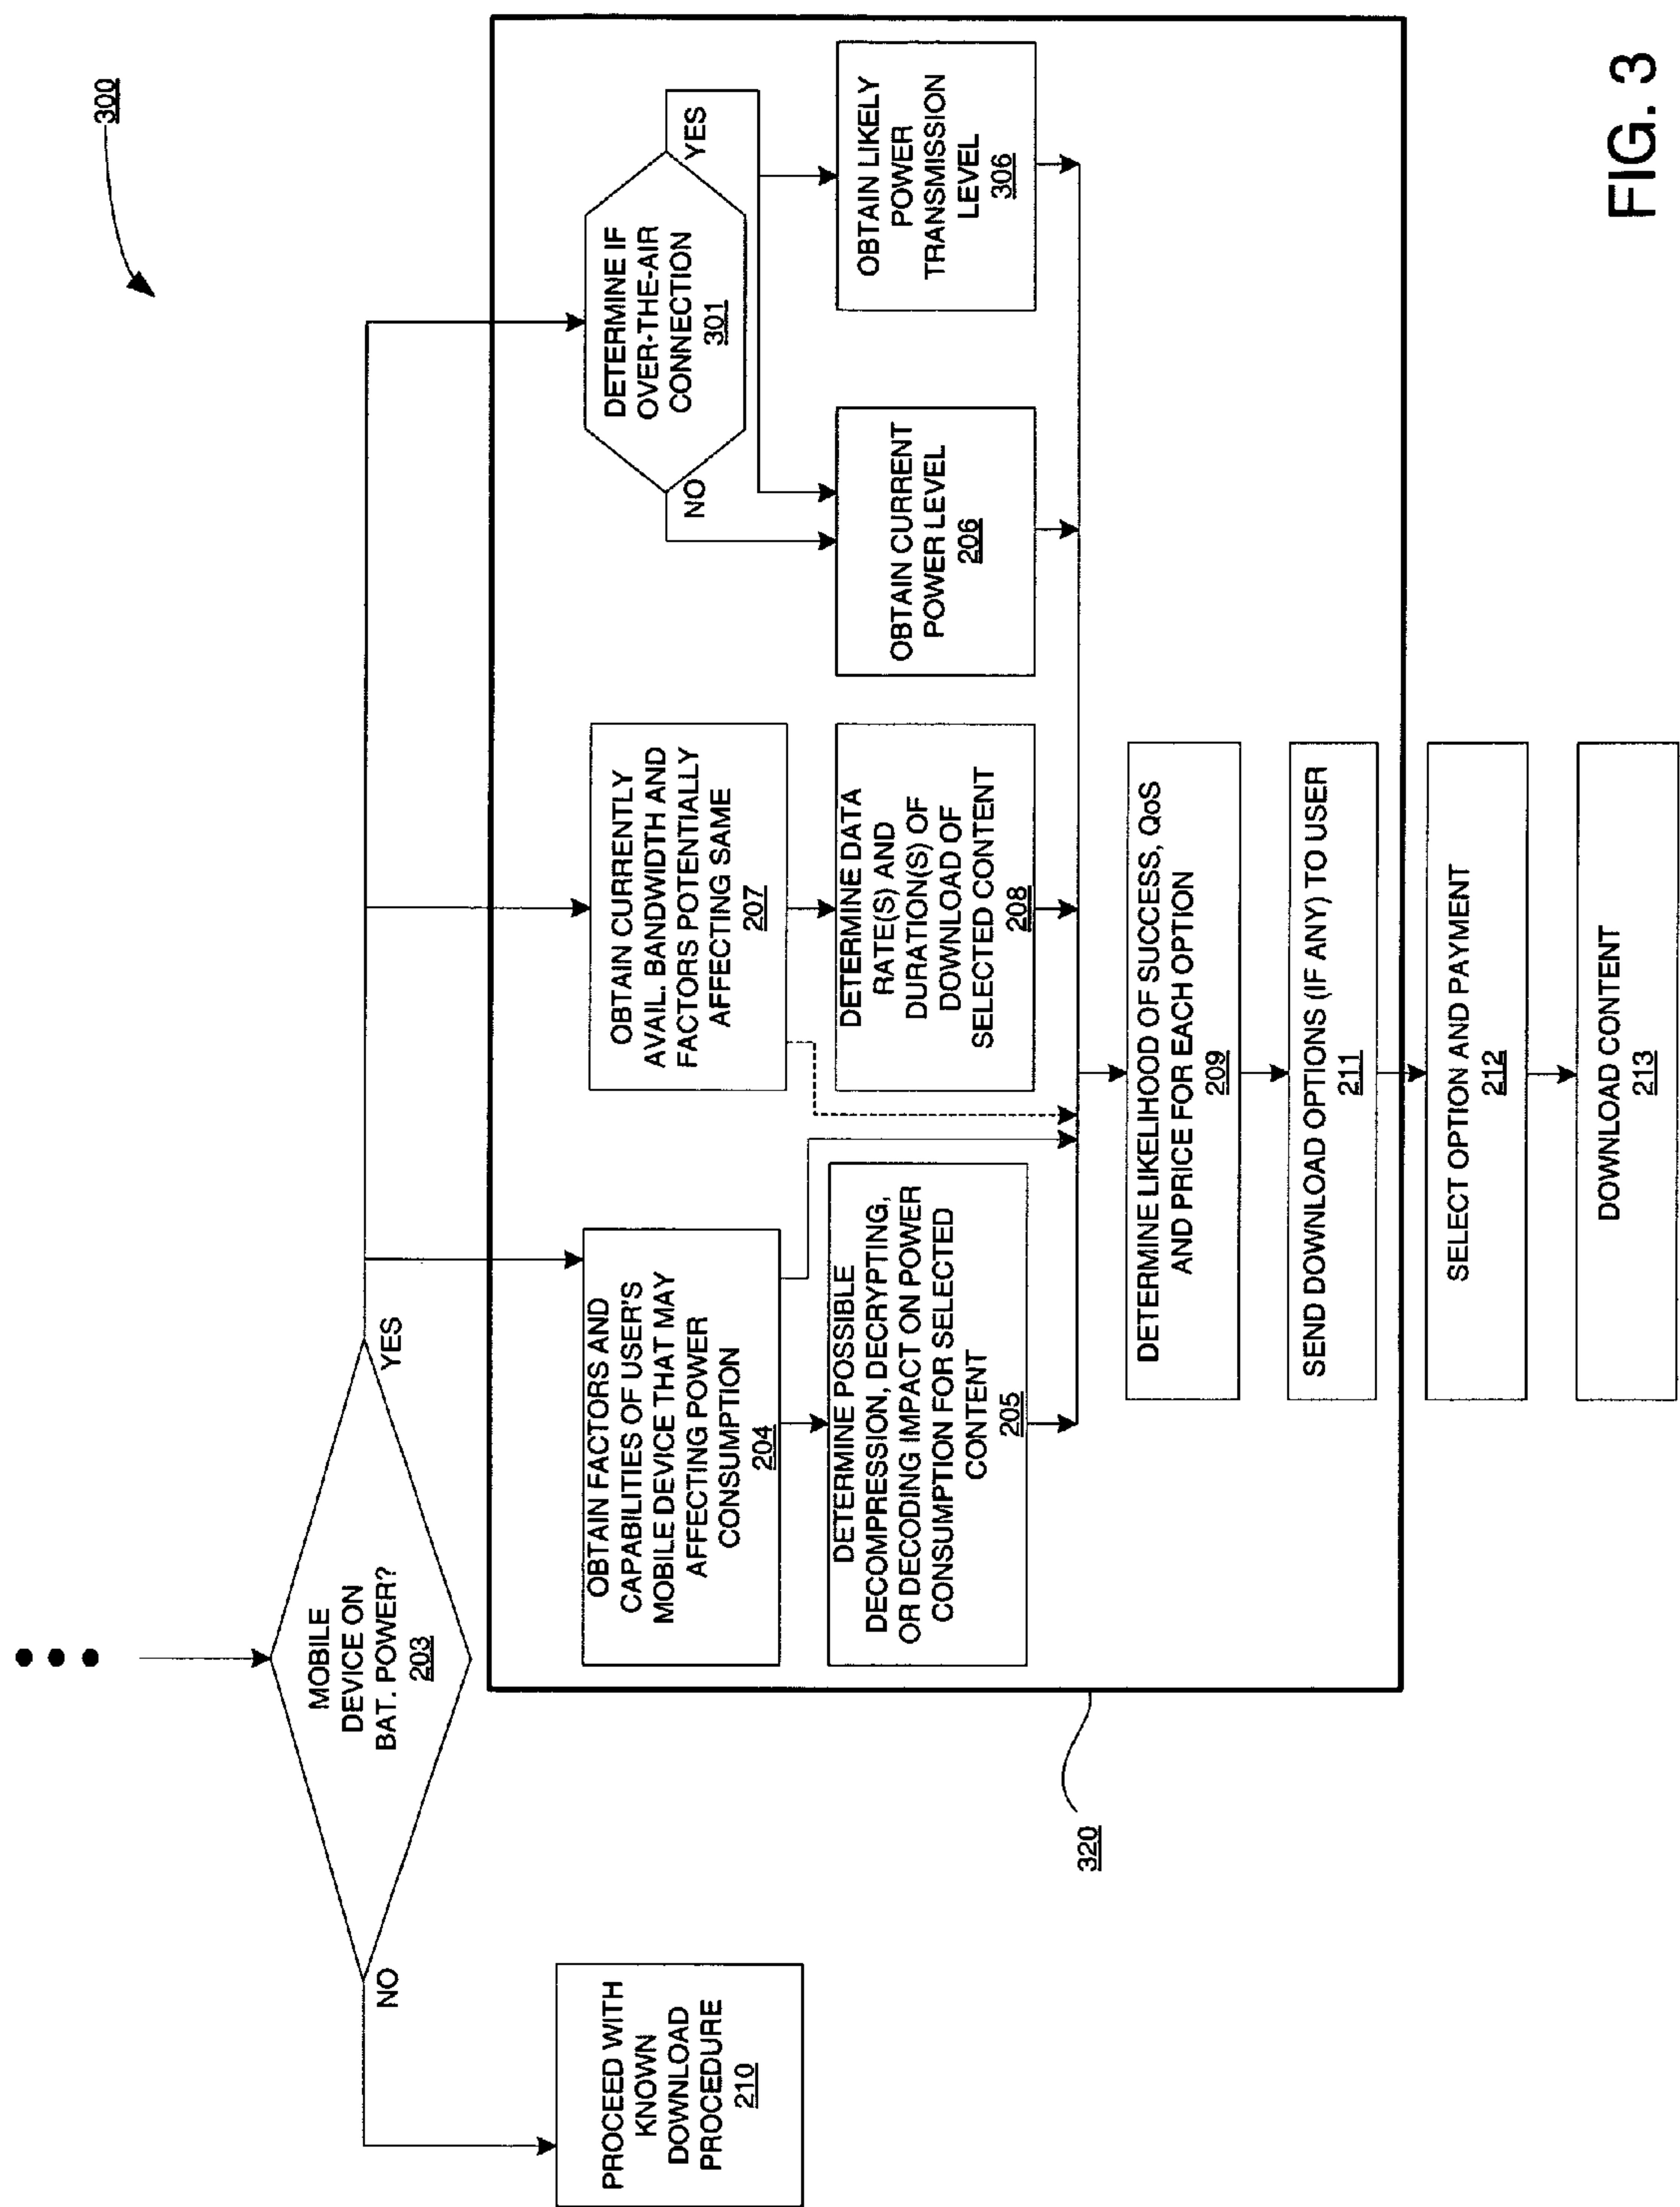 300
MOBILE
DEVICE ON
BAT. POWER?
203
NO
YES
PROCEED WITH
KNOWN
DOWNLOAD
PROCEDURE
210
OBTAIN FACTORS AND
CAPABILITIES OF USER'S
MOBILE DEVICE THAT MAY
AFFECTING POWER
CONSUMPTION
204
OBTAIN CURRENTLY
AVAIL. BANDWIDTH AND
FACTORS POTENTIALLY
AFFECTING SAME
207
DETERMINE IF
OVER-THE-AIR
CONNECTION
301
NO
YES
DETERMINE POSSIBLE
DECOMPRESSION, DECRYPTING,
OR DECODING IMPACT ON POWER
CONSUMPTION FOR SELECTED
CONTENT
205
DETERMINE DATA
RATE(S) AND
DURATION(S) OF
DOWNLOAD OF
SELECTED CONTENT
208
OBTAIN CURRENT
POWER LEVEL
206
OBTAIN LIKELY
POWER
TRANSMISSION
LEVEL
306
320
DETERMINE LIKELIHOOD OF SUCCESS, QoS
AND PRICE FOR EACH OPTION
209
SEND DOWNLOAD OPTIONS (IF ANY) TO USER
211
SELECT OPTION AND PAYMENT
212
DOWNLOAD CONTENT
213
FIG. 3